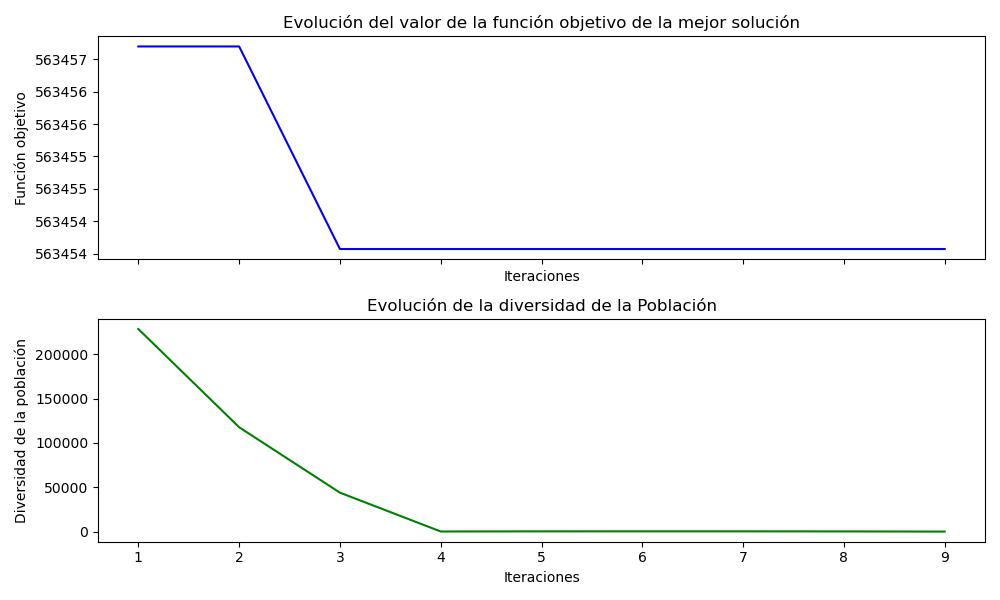 Evolución del valor de la función objetivo de la mejor solución
Función objetivo
563457
563456
563456
563455
563455
563454
563454
Iteraciones
Evolución de la diversidad de la Población
Diversidad de la población
200000
150000
100000
50000
0
1 2 3 4 5 6 7 8 9
Iteraciones